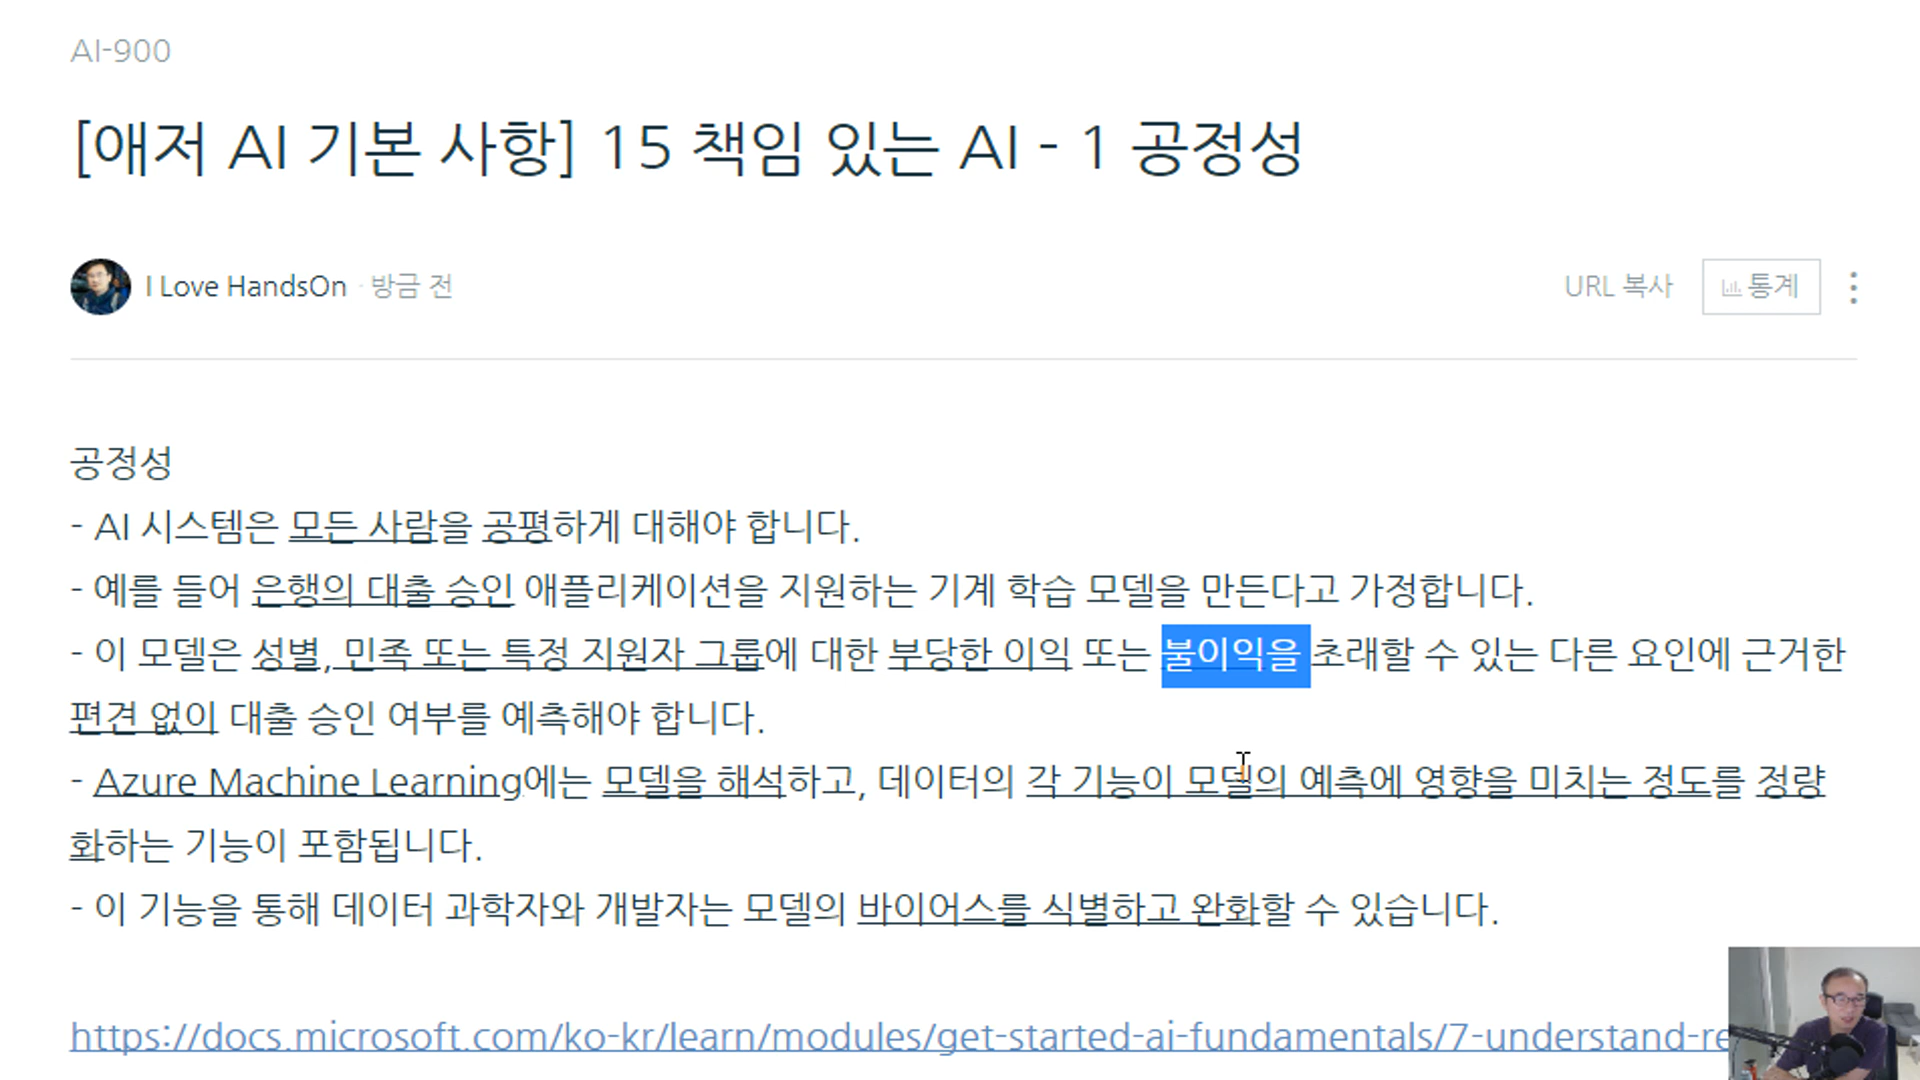 AI-900
[애저 AI 기본 사항] 15 책임 있는 AI - 1 공정성
I Love HandsOn · 방금 전
URL 복사
통계
공정성
- AI 시스템은 모든 사람을 공평하게 대해야 합니다.
- 예를 들어 은행의 대출 승인 애플리케이션을 지원하는 기계 학습 모델을 만든다고 가정합니다.
- 이 모델은 성별, 민족 또는 특정 지원자 그룹에 대한 부당한 이익 또는 불이익을 초래할 수 있는 다른 요인에 근거한
편견 없이 대출 승인 여부를 예측해야 합니다.
- Azure Machine Learning에는 모델을 해석하고, 데이터의 각 기능이 모델의 예측에 영향을 미치는 정도를 정량
화하는 기능이 포함됩니다.
- 이 기능을 통해 데이터 과학자와 개발자는 모델의 바이어스를 식별하고 완화할 수 있습니다.
https://docs.microsoft.com/ko-kr/learn/modules/get-started-ai-fundamentals/7-understand-re